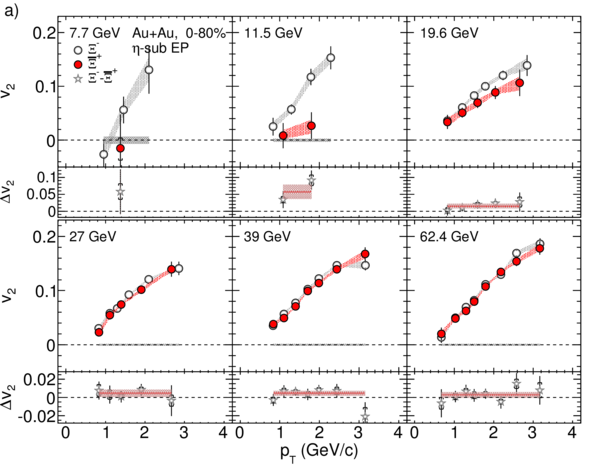 a)
7.7 GeV
Au+Au, 0-80%
η-sub EP
Ξ⁻
Ξ̄⁺
Ξ⁻-Ξ̄⁺
11.5 GeV
19.6 GeV
0.2
0.1
0
v₂
0.1
0.05
0
Δv₂
27 GeV
39 GeV
62.4 GeV
0.2
0.1
0
v₂
0.02
0
-0.02
Δv₂
0 1 2 3 4 0 1 2 3 4 0 1 2 3 4
p_T (GeV/c)